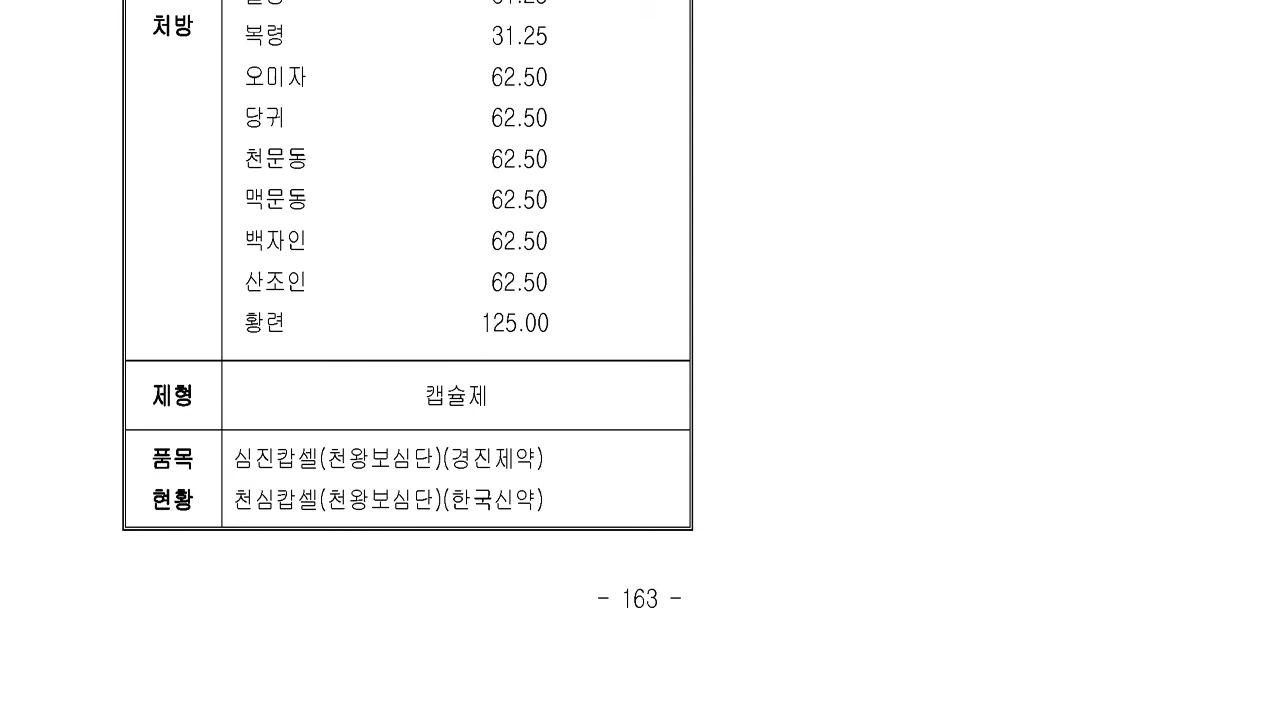 처방
복령 31.25
오미자 62.50
당귀 62.50
천문동 62.50
맥문동 62.50
백자인 62.50
산조인 62.50
황련 125.00
제형 캡슐제
품목 심진캅셀(천왕보심단)(경진제약)
현황 천심캅셀(천왕보심단)(한국신약)
- 163 -